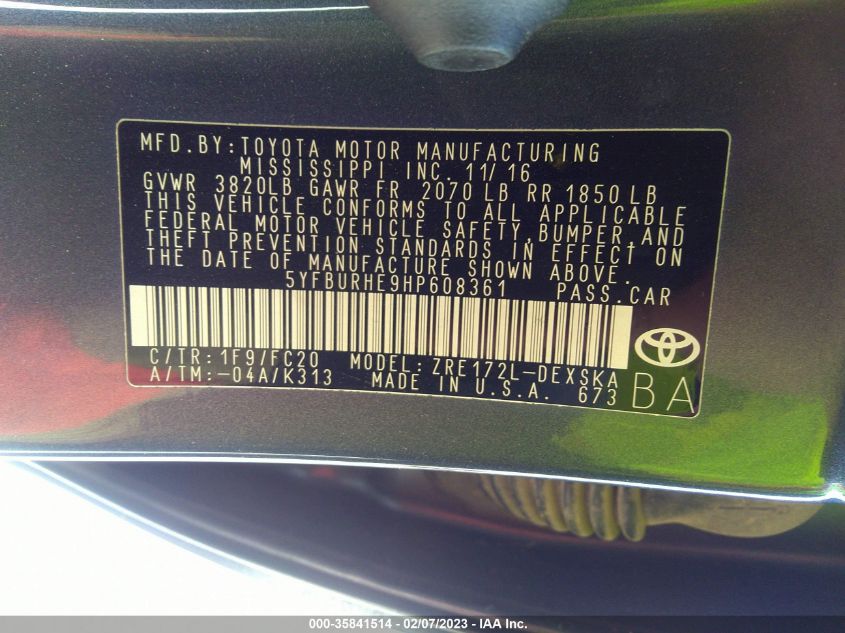 MFD.BY:TOYOTA MOTOR MANUFACTURING
MISSISSIPPI INC. 11/16
GVWR 3820LB GAWR FR 2070LB RR 1850LB
THIS VEHICLE CONFORMS TO ALL APPLICABLE
FEDERAL MOTOR VEHICLE SAFETY,BUMPER,AND
THEFT PREVENTION STANDARDS IN EFFECT ON
THE DATE OF MANUFACTURE SHOWN ABOVE.
5YFBURHE9HP608361 PASS.CAR
C/TR:1F9/FC20 MODEL:ZRE172L-DEXSKA
A/TM:-04A/K313 MADE IN U.S.A. 673
BA
000-35841514 - 02/07/2023 - IAA Inc.